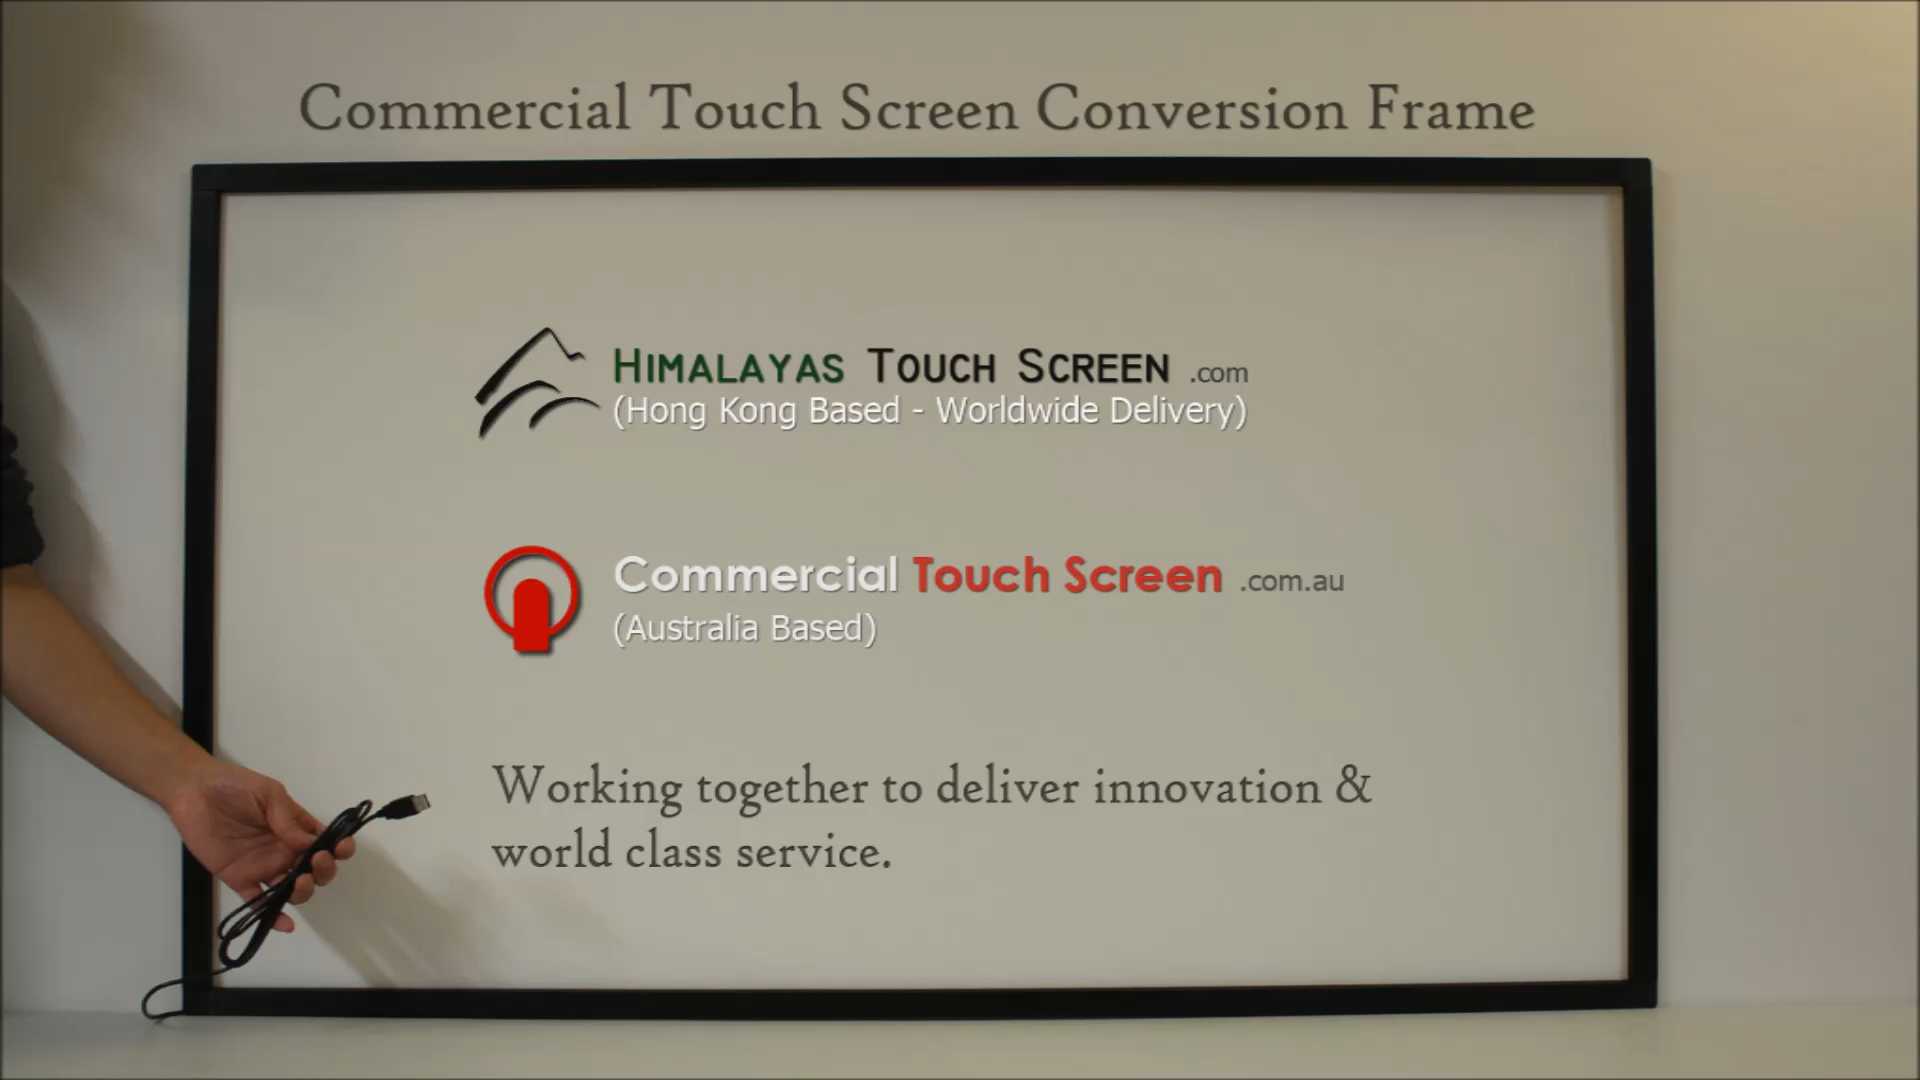 Commercial Touch Screen Conversion Frame
HIMALAYAS TOUCH SCREEN .com
(Hong Kong Based - Worldwide Delivery)
Commercial Touch Screen .com.au
(Australia Based)
Working together to deliver innovation &
world class service.